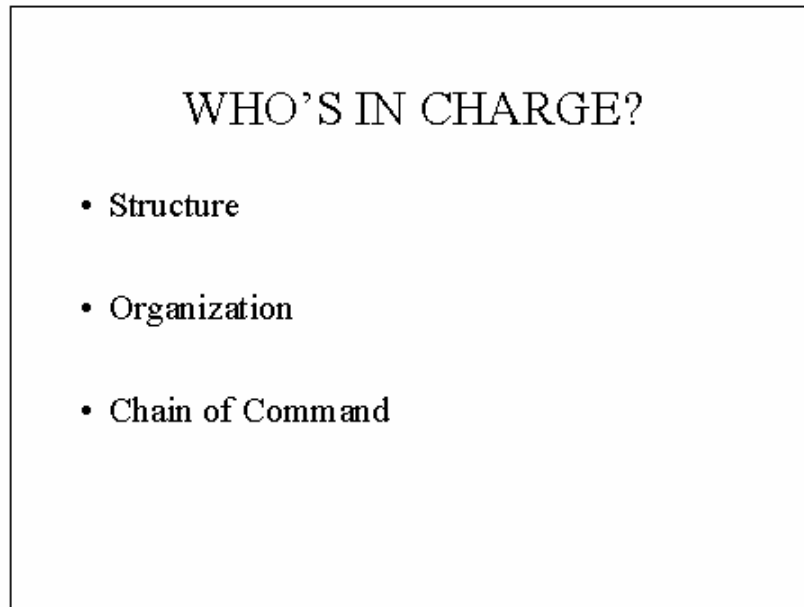 WHO’S IN CHARGE?
• Structure
• Organization
• Chain of Command